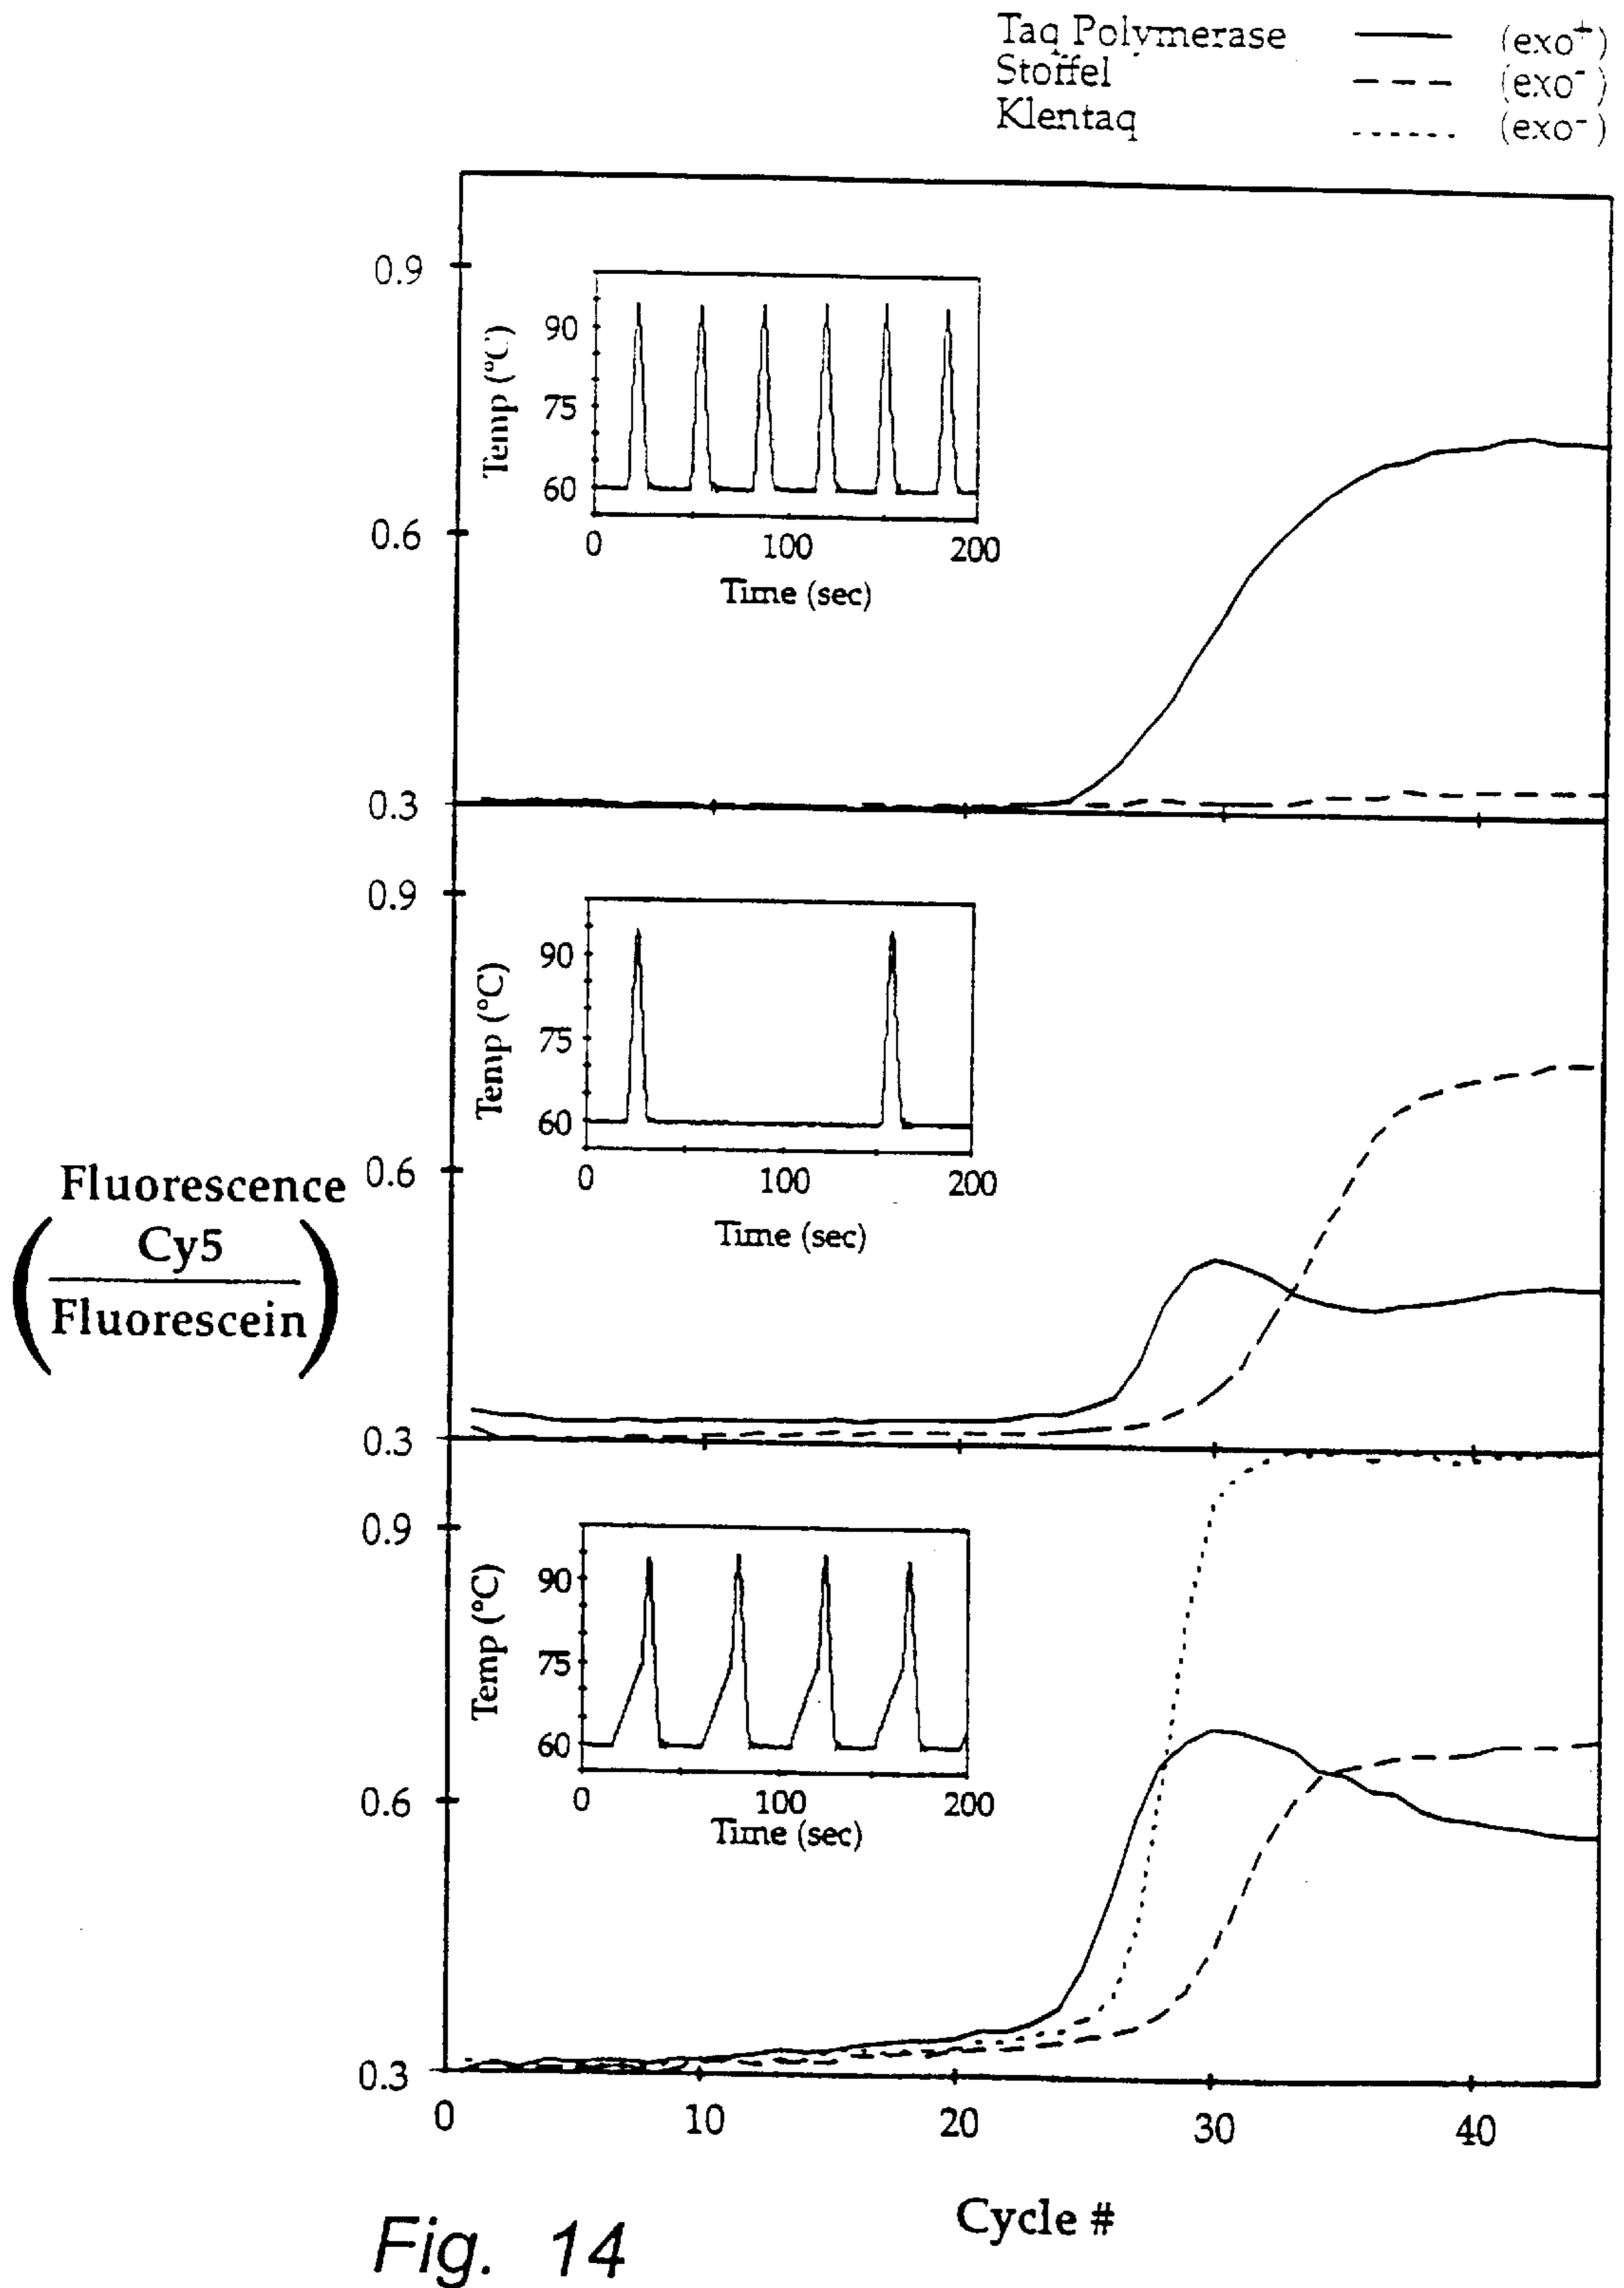 Taq Polymerase (exo+)
Stoffel (exo-)
Klentaq (exo-)
0.9
0.6
0.3
Temp (°C)
90
75
60
0 100 200
Time (sec)
0.9
0.6
0.3
Temp (°C)
90
75
60
0 100 200
Time (sec)
Fluorescence
(Cy5
Fluorescein)
0.9
0.6
0.3
Temp (°C)
90
75
60
0 100 200
Time (sec)
0 10 20 30 40
Cycle #
Fig. 14